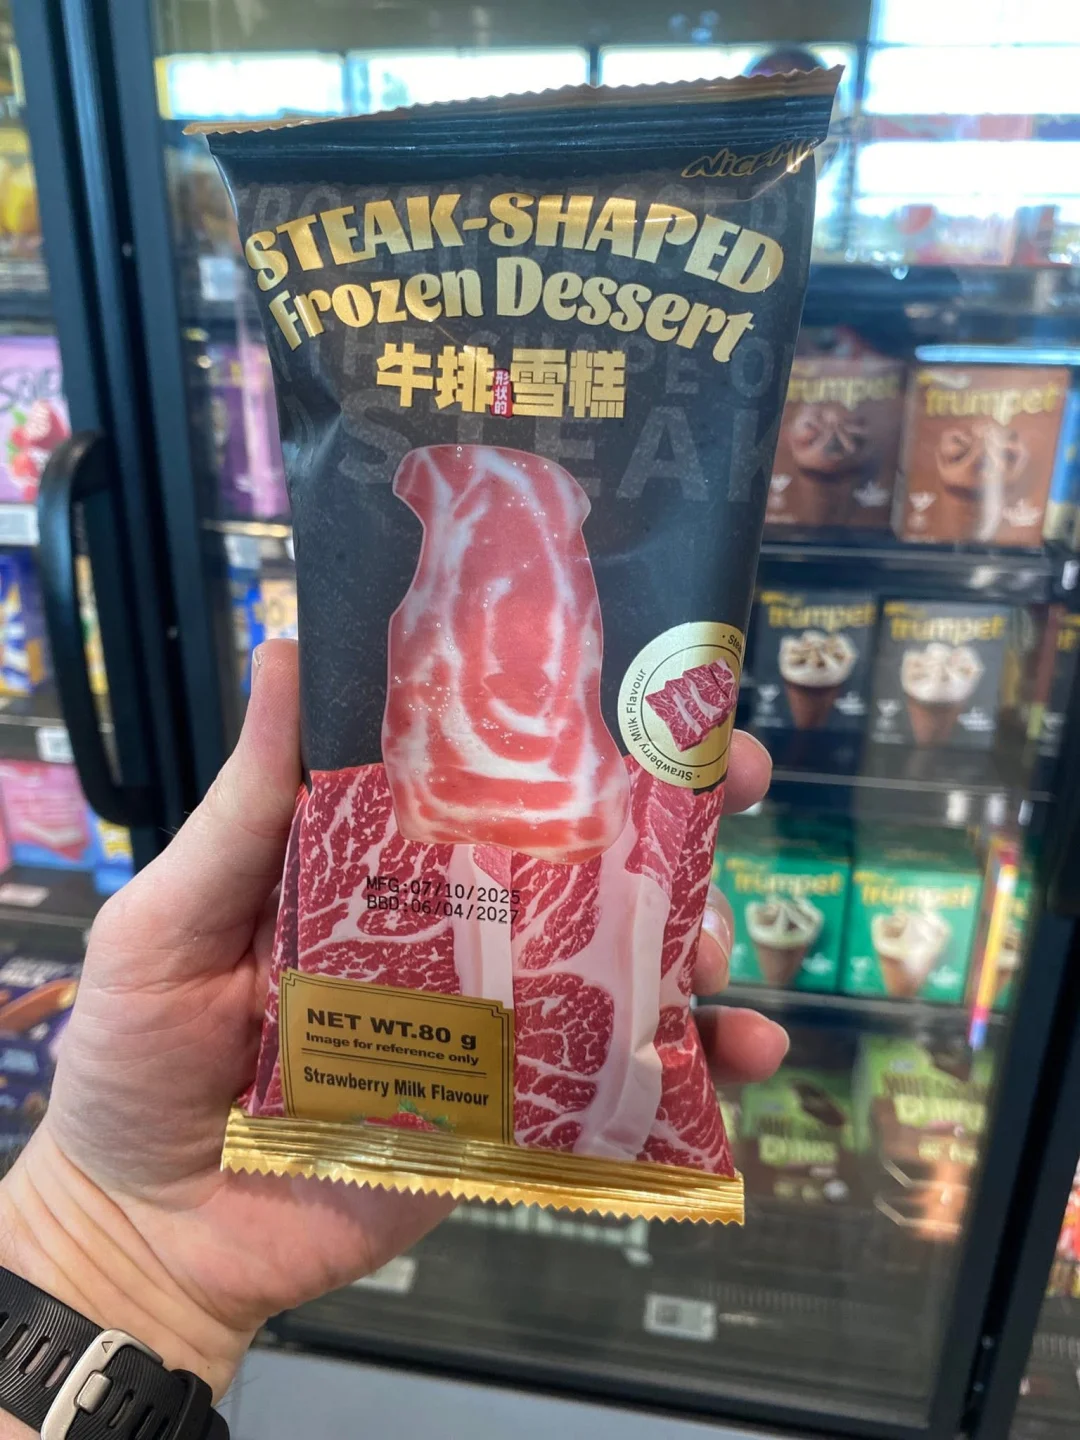 STEAK-SHAPED
Frozen Dessert
牛排形状的雪糕
STEAK
Strawberry Milk Flavour
MFG:07/10/2025
BBD:06/04/2027
NET WT.80 g
Image for reference only
Strawberry Milk Flavour
Trumpet
Trumpet
Trumpet
Trumpet
Trumpet